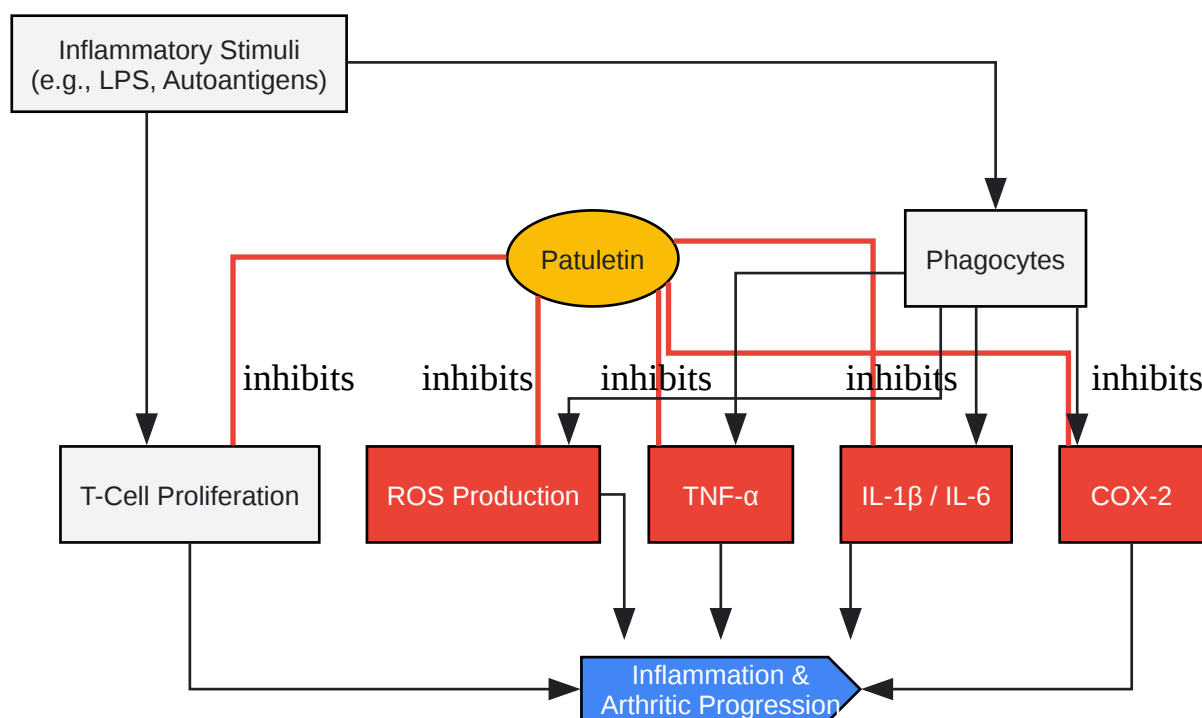 Inflammatory Stimuli
(e.g., LPS, Autoantigens)
Patuletin
Phagocytes
inhibits
inhibits
inhibits
inhibits
inhibits
T-Cell Proliferation
ROS Production
TNF-α
IL-1β / IL-6
COX-2
Inflammation &
Arthritic Progression